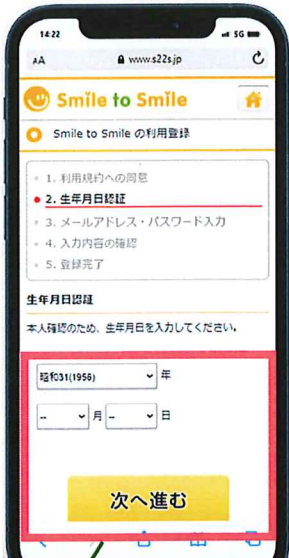 14:22
5G
AA
www.s22s.jp
Smile to Smile
Smile to Smile の利用登録
1. 利用規約への同意
2. 生年月日認証
3. メールアドレス・パスワード入力
4. 入力内容の確認
5. 登録完了
生年月日認証
本人確認のため、生年月日を入力してください。
昭和31(1956) 年
-- 月 -- 日
次へ進む